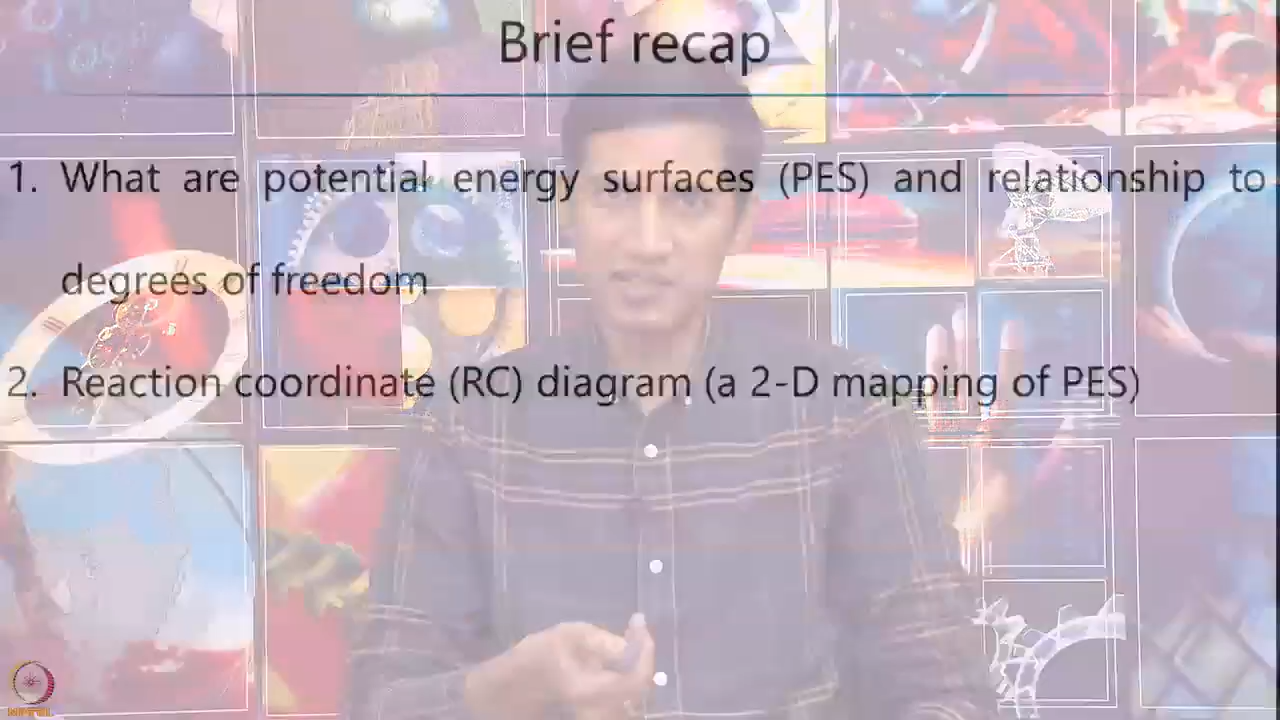 Brief recap
1. What are potential energy surfaces (PES) and relationship to
degrees of freedom
2. Reaction coordinate (RC) diagram (a 2-D mapping of PES)
NPTEL